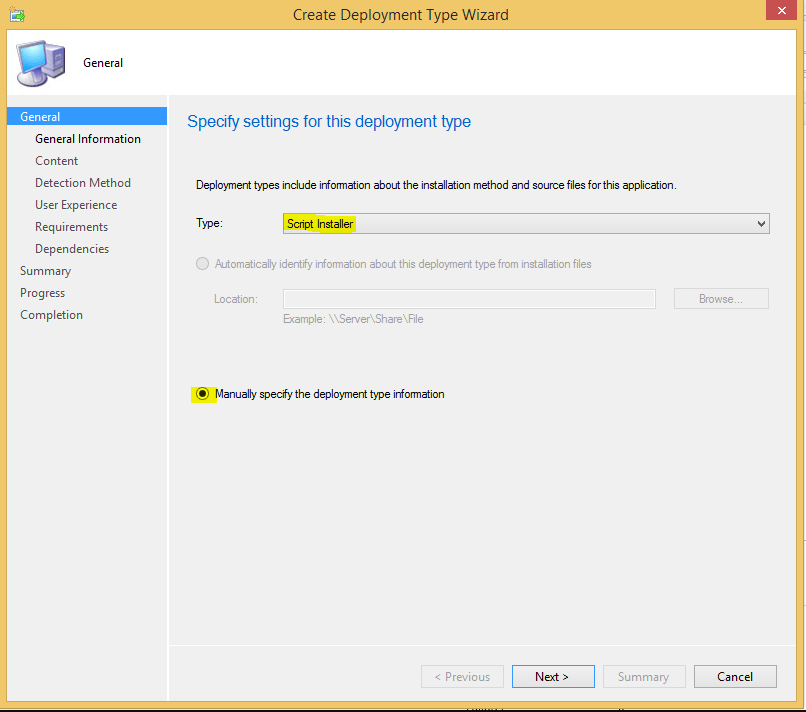 Create Deployment Type Wizard
General
General
General Information
Content
Detection Method
User Experience
Requirements
Dependencies
Summary
Progress
Completion
Specify settings for this deployment type
Deployment types include information about the installation method and source files for this application.
Type: Script Installer
Automatically identify information about this deployment type from installation files
Location: Browse...
Example: \\Server\Share\File
Manually specify the deployment type information
< Previous Next > Summary Cancel